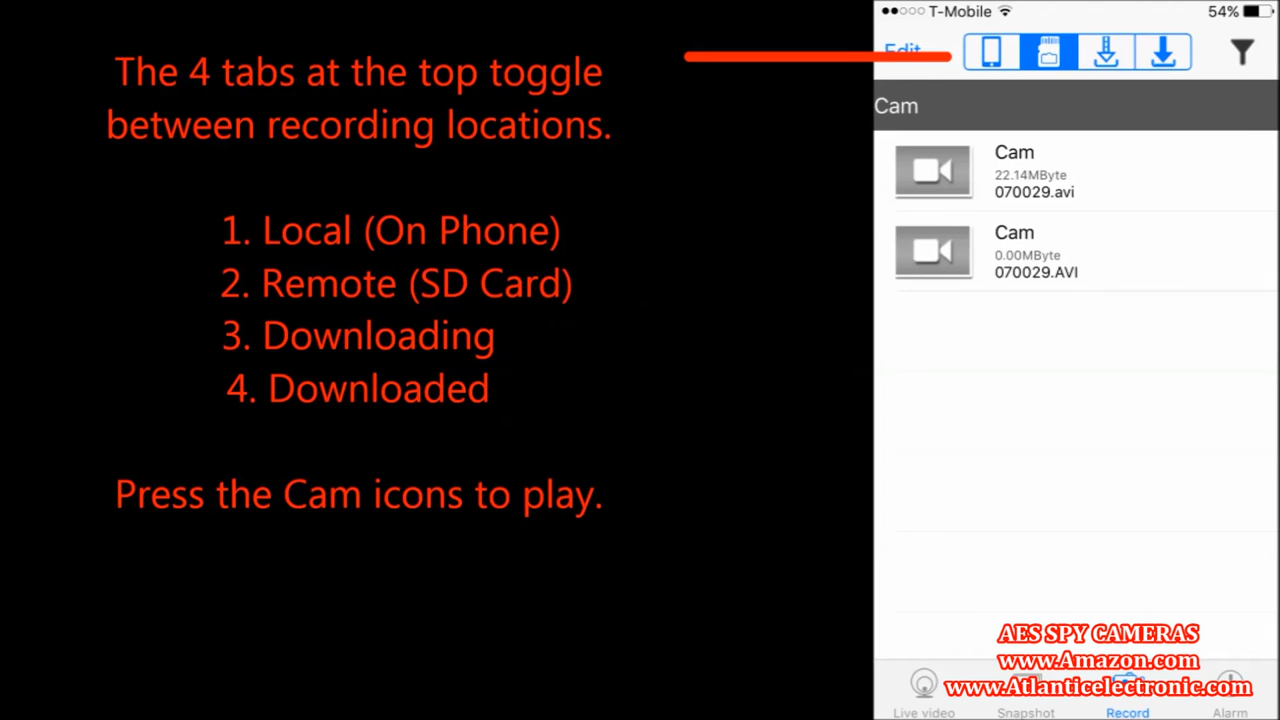 The 4 tabs at the top toggle
between recording locations.
1. Local (On Phone)
2. Remote (SD Card)
3. Downloading
4. Downloaded
Press the Cam icons to play.
T-Mobile 54%
Edit
Cam
Cam
22.14MByte
070029.avi
Cam
0.00MByte
070029.AVI
AES SPY CAMERAS
www.Amazon.com
www.Atlanticelectronic.com
Live video Snapshot Record Alarm